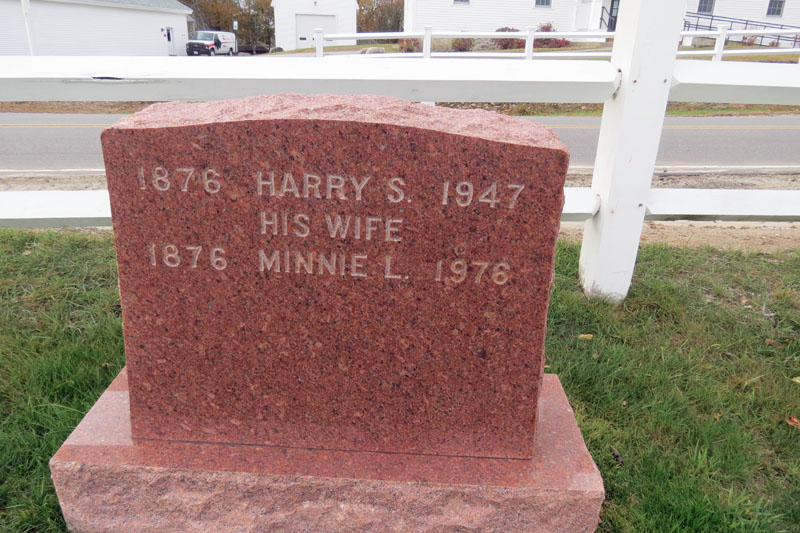 1876 HARRY S. 1947
HIS WIFE
1876 MINNIE L. 1976